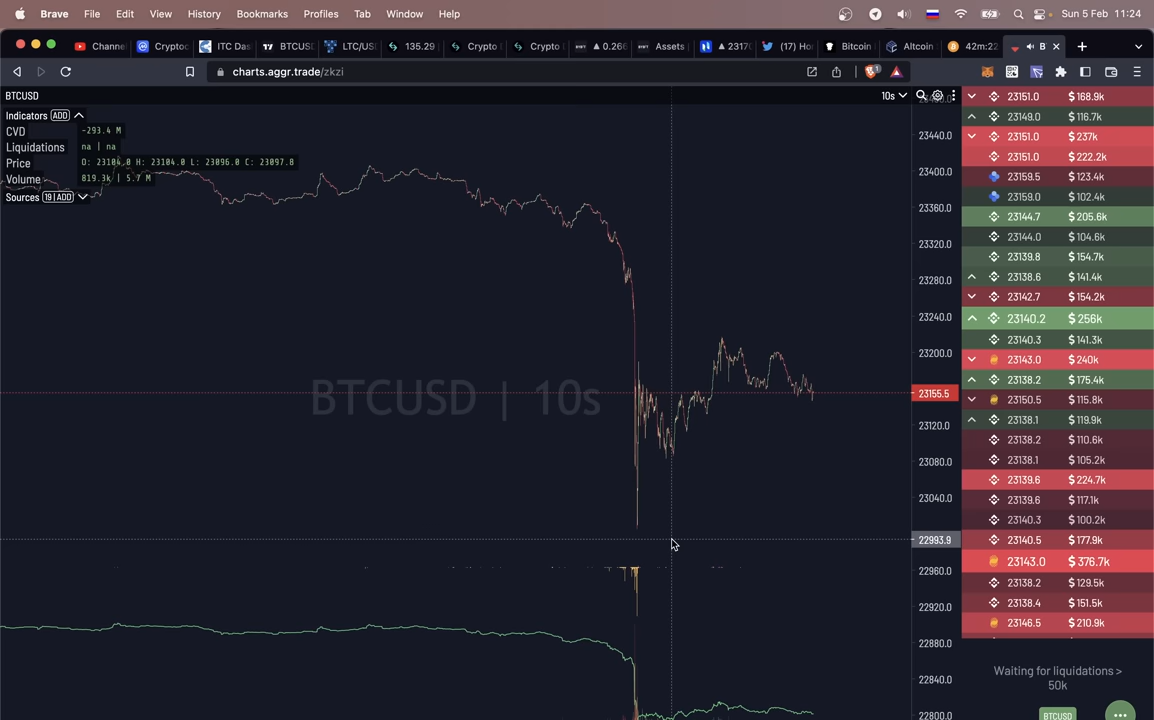 Brave File Edit View History Bookmarks Profiles Tab Window Help Sun 5 Feb 11:24
Channe Cryptoc ITC Das BTCUSD LTC/USD 135.29 Crypto Crypto 0.266 Assets 23170 (17) Ho Bitcoin Altcoin 42m:22 B
charts.aggr.trade/zkzi
BTCUSD 10s
Indicators ADD
CVD -293.4 M
Liquidations na | na
Price O: 23104.0 H: 23104.0 L: 23096.0 C: 23097.8
Volume 819.3k | 5.7 M
Sources 19 | ADD
BTCUSD | 10s
23440.0
23400.0
23360.0
23320.0
23280.0
23240.0
23200.0
23155.5
23120.0
23080.0
23040.0
22993.9
22960.0
22920.0
22880.0
22840.0
22800.0
23151.0 $168.9k
23149.0 $116.7k
23151.0 $237k
23151.0 $222.2k
23159.5 $123.4k
23159.0 $102.4k
23144.7 $205.6k
23144.0 $104.6k
23139.8 $154.7k
23138.6 $141.4k
23142.7 $154.2k
23140.2 $256k
23140.3 $141.3k
23143.0 $240k
23138.2 $175.4k
23150.5 $115.8k
23138.1 $119.9k
23138.2 $110.6k
23138.1 $105.2k
23139.6 $224.7k
23139.6 $117.1k
23140.3 $100.2k
23140.5 $177.9k
23143.0 $376.7k
23138.2 $129.5k
23138.4 $151.5k
23146.5 $210.9k
Waiting for liquidations >
50k
BTCUSD